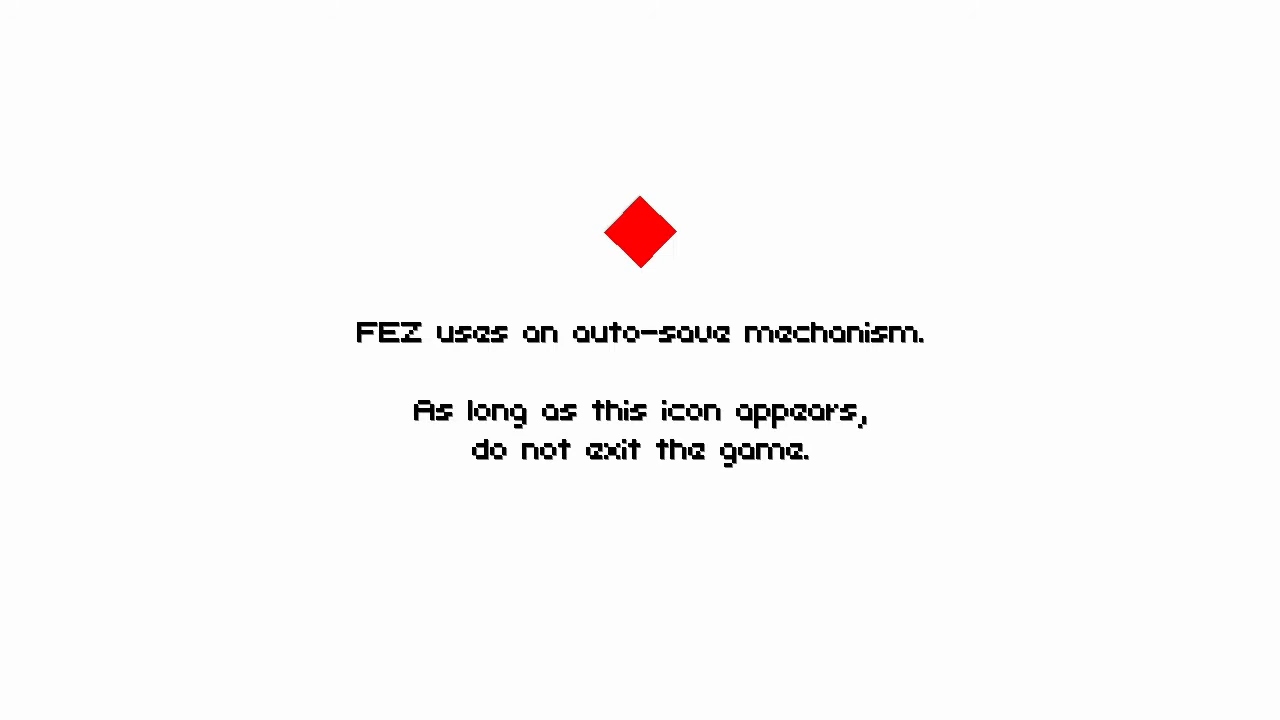 FEZ uses an auto-save mechanism.
As long as this icon appears,
do not exit the game.